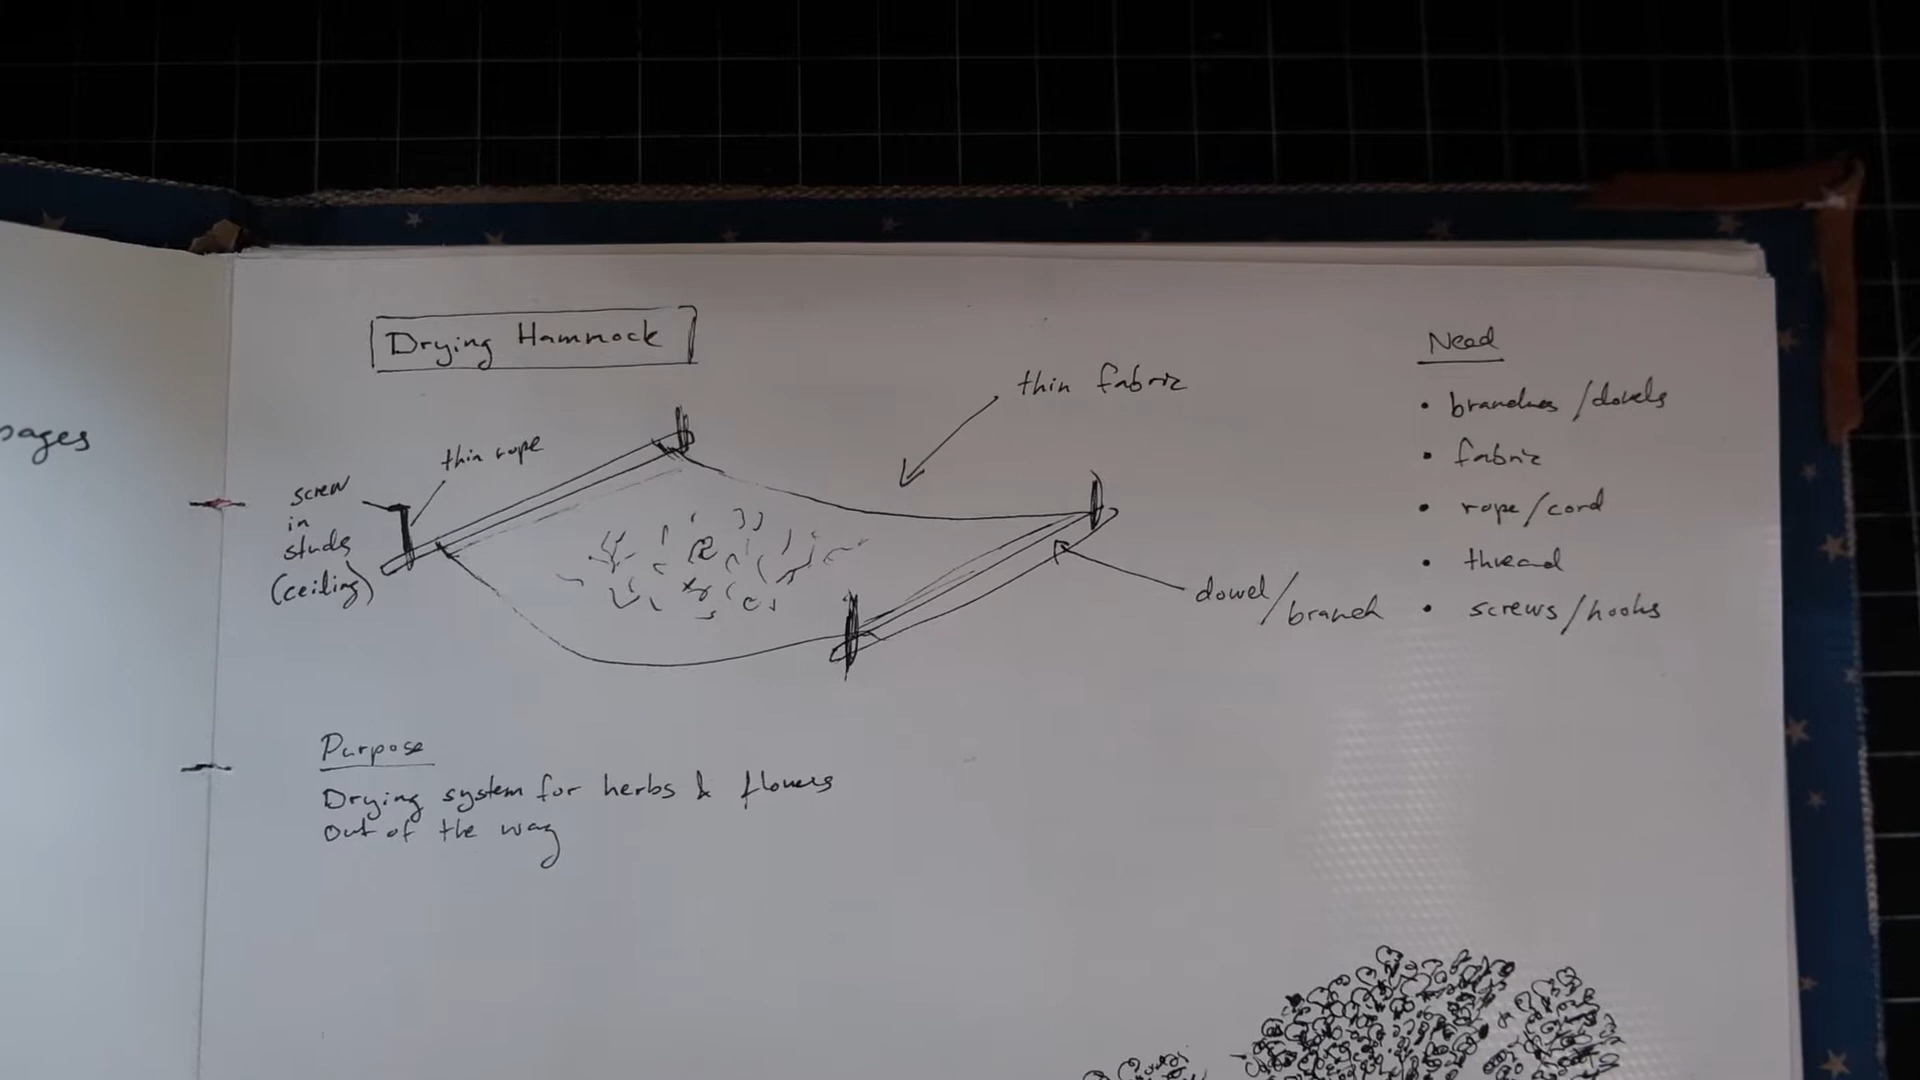 pages
Drying Hammock
thin fabric
thin rope
screw
in
studs
(ceiling)
dowel/
branch
Need
• branches/dowels
• fabric
• rope/cord
• thread
• screws/hooks
Purpose
Drying system for herbs & flowers
out of the way